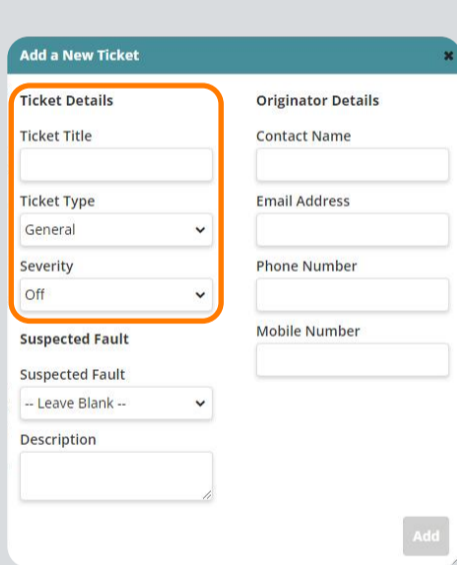 Add a New Ticket ×
Ticket Details
Ticket Title
Ticket Type
General
Severity
Off
Suspected Fault
Suspected Fault
-- Leave Blank --
Description
Originator Details
Contact Name
Email Address
Phone Number
Mobile Number
Add